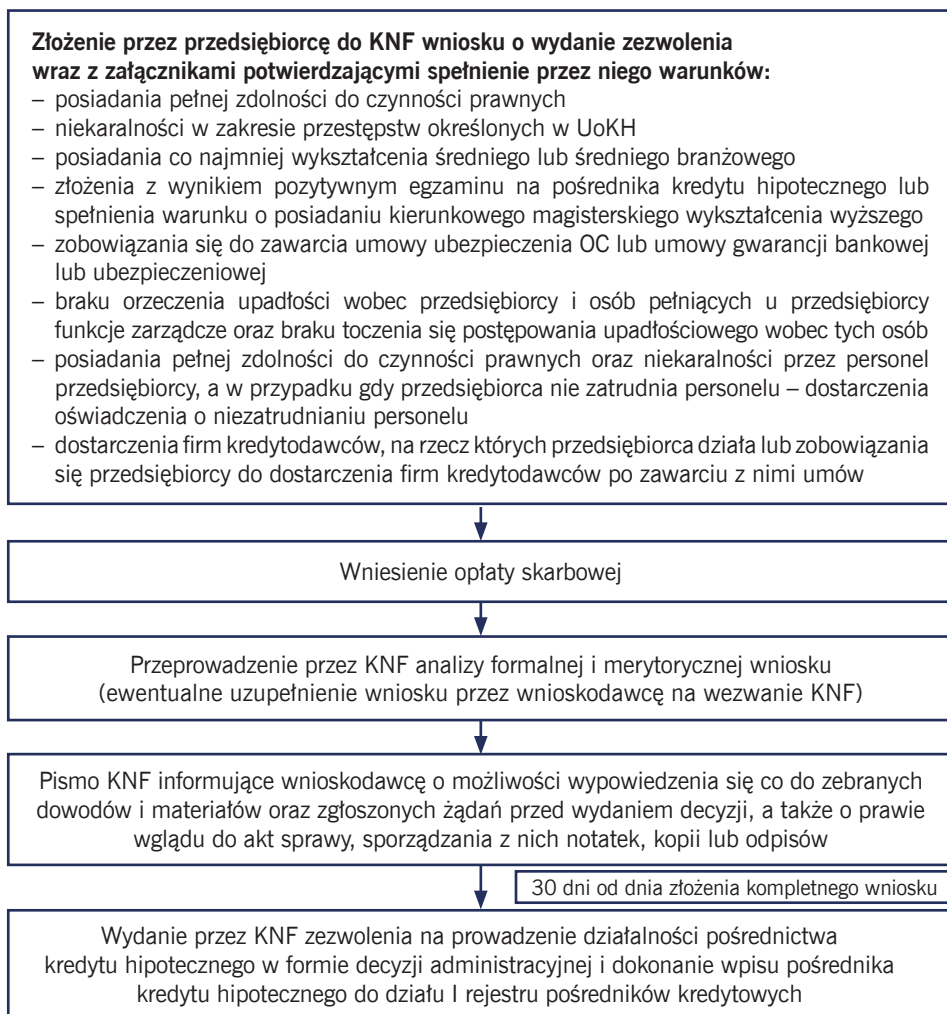 Złożenie przez przedsiębiorcę do KNF wniosku o wydanie zezwolenia
wraz z załącznikami potwierdzającymi spełnienie przez niego warunków:
– posiadania pełnej zdolności do czynności prawnych
– niekaralności w zakresie przestępstw określonych w UoKH
– posiadania co najmniej wykształcenia średniego lub średniego branżowego
– złożenia z wynikiem pozytywnym egzaminu na pośrednika kredytu hipotecznego lub
spełnienia warunku o posiadaniu kierunkowego magisterskiego wykształcenia wyższego
– zobowiązania się do zawarcia umowy ubezpieczenia OC lub umowy gwarancji bankowej
lub ubezpieczeniowej
– braku orzeczenia upadłości wobec przedsiębiorcy i osób pełniących u przedsiębiorcy
funkcje zarządcze oraz braku toczenia się postępowania upadłościowego wobec tych osób
– posiadania pełnej zdolności do czynności prawnych oraz niekaralności przez personel
przedsiębiorcy, a w przypadku gdy przedsiębiorca nie zatrudnia personelu – dostarczenia
oświadczenia o niezatrudnianiu personelu
– dostarczenia firm kredytodawców, na rzecz których przedsiębiorca działa lub zobowiązania
się przedsiębiorcy do dostarczenia firm kredytodawców po zawarciu z nimi umów
Wniesienie opłaty skarbowej
Przeprowadzenie przez KNF analizy formalnej i merytorycznej wniosku
(ewentualne uzupełnienie wniosku przez wnioskodawcę na wezwanie KNF)
Pismo KNF informujące wnioskodawcę o możliwości wypowiedzenia się co do zebranych
dowodów i materiałów oraz zgłoszonych żądań przed wydaniem decyzji, a także o prawie
wglądu do akt sprawy, sporządzania z nich notatek, kopii lub odpisów
30 dni od dnia złożenia kompletnego wniosku
Wydanie przez KNF zezwolenia na prowadzenie działalności pośrednictwa
kredytu hipotecznego w formie decyzji administracyjnej i dokonanie wpisu pośrednika
kredytu hipotecznego do działu I rejestru pośredników kredytowych